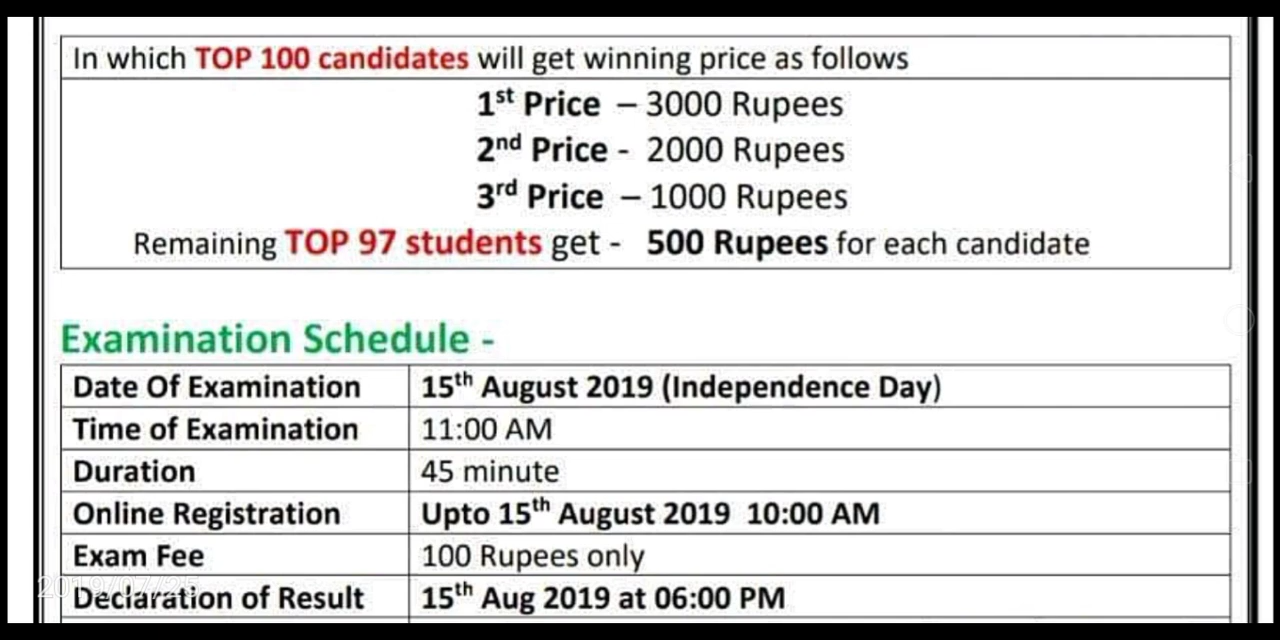 In which TOP 100 candidates will get winning price as follows
1st Price – 3000 Rupees
2nd Price - 2000 Rupees
3rd Price – 1000 Rupees
Remaining TOP 97 students get - 500 Rupees for each candidate
Examination Schedule -
Date Of Examination 15th August 2019 (Independence Day)
Time of Examination 11:00 AM
Duration 45 minute
Online Registration Upto 15th August 2019 10:00 AM
Exam Fee 100 Rupees only
2019/07/25
Declaration of Result 15th Aug 2019 at 06:00 PM